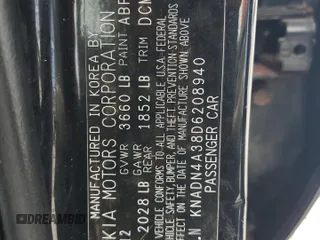 MANUFACTURED IN KOREA BY
KIA MOTORS CORPORATION
GVWR 3660 LB PAINT ABP
GAWR
2028 LB REAR 1852 LB TRIM DCN
THIS VEHICLE CONFORMS TO ALL APPLICABLE U.S.A. FEDERAL
SAFETY, BUMPER, AND THEFT PREVENTION STANDARDS
IN EFFECT ON THE DATE OF MANUFACTURE SHOWN ABOVE.
KNADN4A38D6208940
PASSENGER CAR
DREAMBID.COM